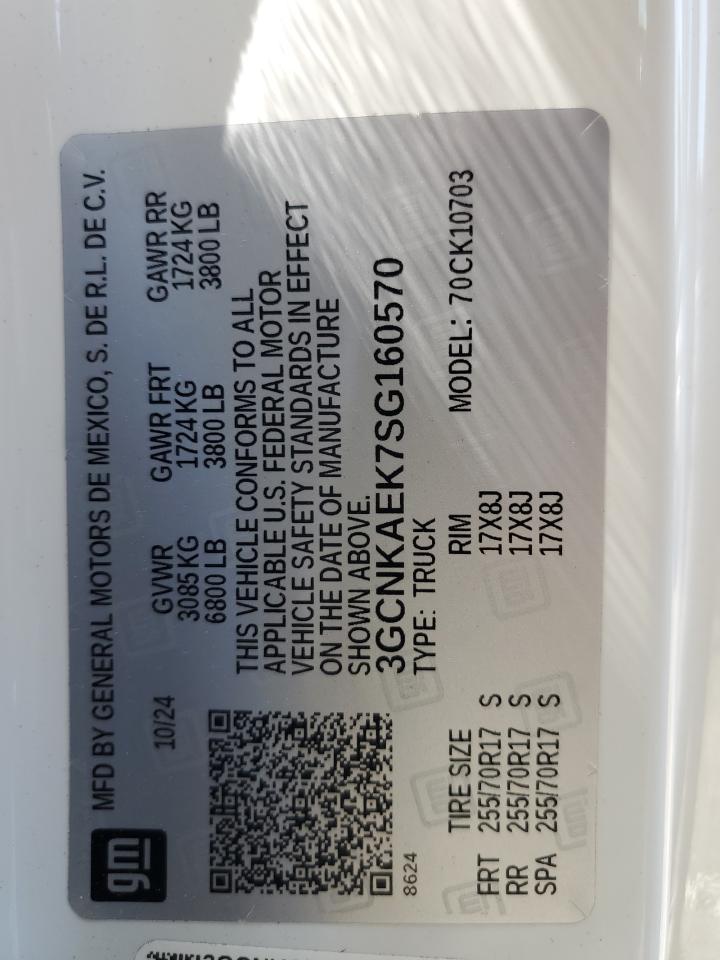 gm
MFD BY GENERAL MOTORS DE MEXICO, S. DE R.L. DE C.V.
10/24
GVWR GAWR FRT GAWR RR
3085 KG 1724 KG 1724 KG
6800 LB 3800 LB 3800 LB
THIS VEHICLE CONFORMS TO ALL
APPLICABLE U.S. FEDERAL MOTOR
VEHICLE SAFETY STANDARDS IN EFFECT
ON THE DATE OF MANUFACTURE
SHOWN ABOVE.
3GCNKAEK7SG160570
8624
TYPE: TRUCK
MODEL: 70CK10703
TIRE SIZE RIM
FRT 255/70R17 S 17X8J
RR 255/70R17 S 17X8J
SPA 255/70R17 S 17X8J